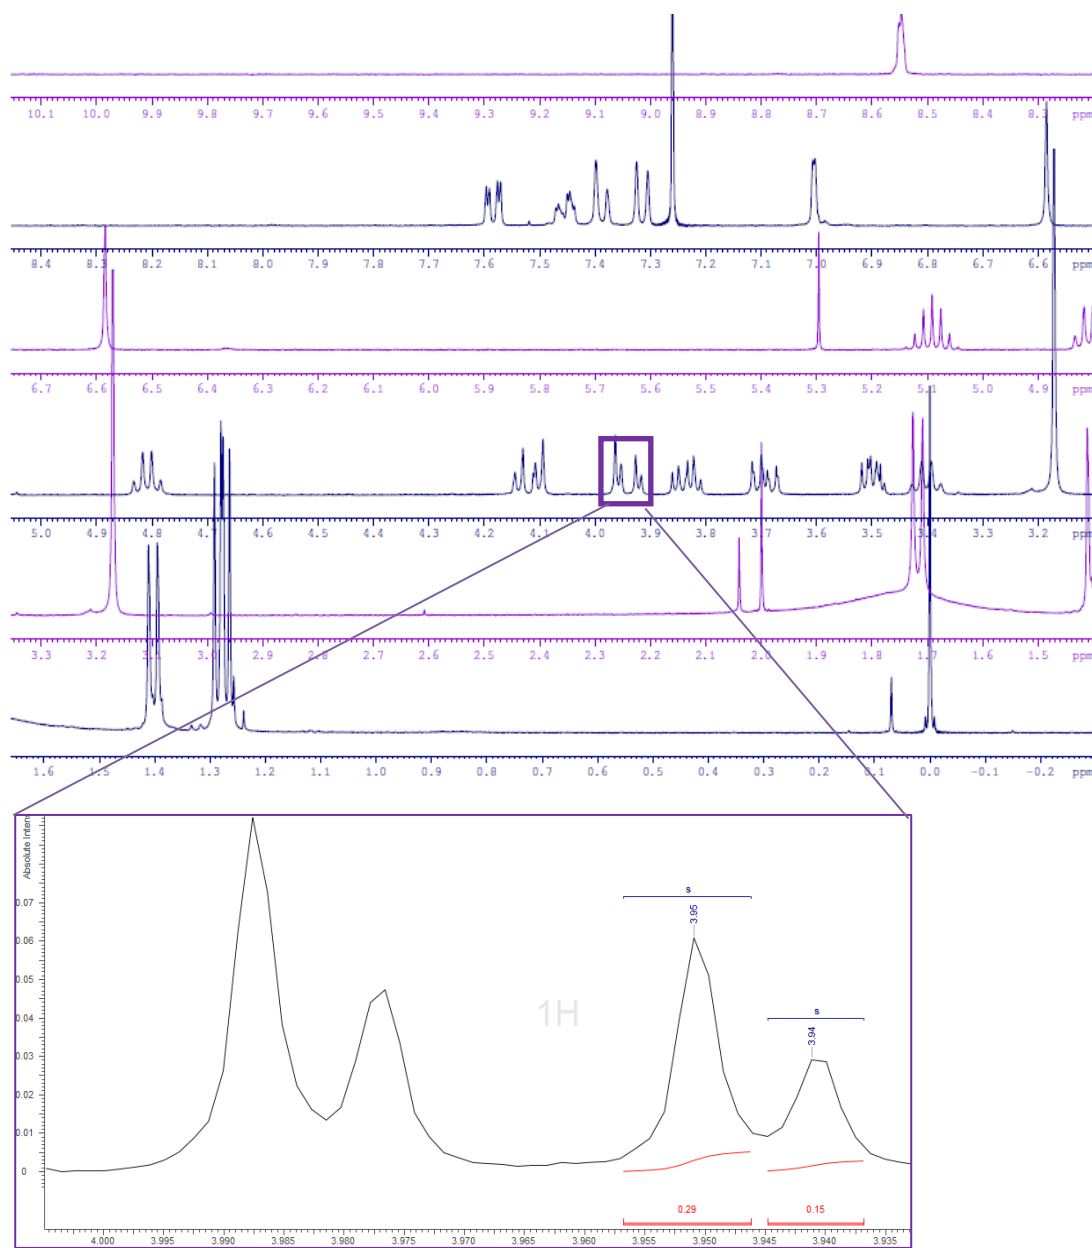 10.1 10.0 9.9 9.8 9.7 9.6 9.5 9.4 9.3 9.2 9.1 9.0 8.9 8.8 8.7 8.6 8.5 8.4 8.3 ppm
8.4 8.3 8.2 8.1 8.0 7.9 7.8 7.7 7.6 7.5 7.4 7.3 7.2 7.1 7.0 6.9 6.8 6.7 6.6 ppm
6.7 6.6 6.5 6.4 6.3 6.2 6.1 6.0 5.9 5.8 5.7 5.6 5.5 5.4 5.3 5.2 5.1 5.0 4.9 ppm
5.0 4.9 4.8 4.7 4.6 4.5 4.4 4.3 4.2 4.1 4.0 3.9 3.8 3.7 3.6 3.5 3.4 3.3 3.2 ppm
3.3 3.2 3.1 3.0 2.9 2.8 2.7 2.6 2.5 2.4 2.3 2.2 2.1 2.0 1.9 1.8 1.7 1.6 1.5 ppm
1.6 1.5 1.4 1.3 1.2 1.1 1.0 0.9 0.8 0.7 0.6 0.5 0.4 0.3 0.2 0.1 0.0 -0.1 -0.2 ppm
Absolute Inten
s
3.95
0.07
0.06
0.05
0.04
1H
s
3.94
0.03
0.02
0.01
0
0.29 0.15
4.000 3.995 3.990 3.985 3.980 3.975 3.970 3.965 3.960 3.955 3.950 3.945 3.940 3.935